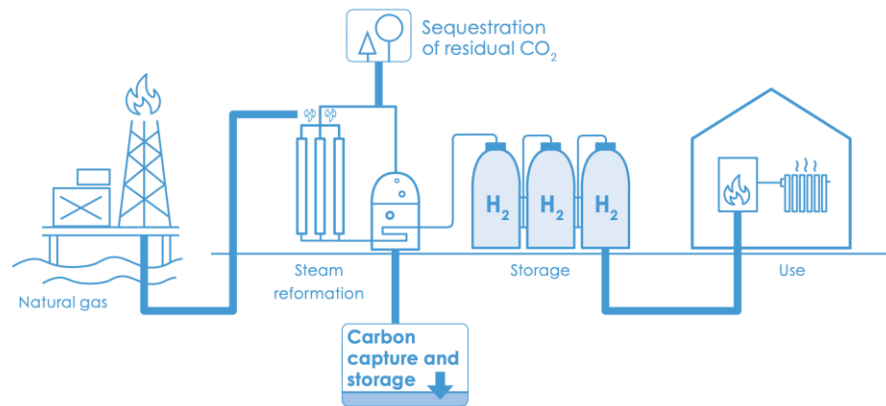 Sequestration
of residual CO₂
H₂
H₂
H₂
Natural gas
Steam
reformation
Storage
Use
Carbon
capture and
storage